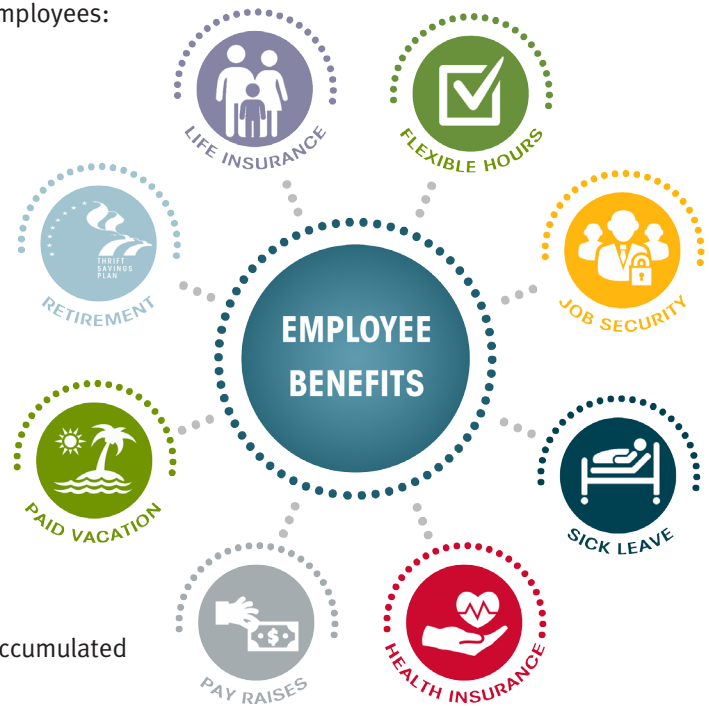 mployees:
LIFE INSURANCE
FLEXIBLE HOURS
THRIFT
SAVINGS
PLAN
RETIREMENT
JOB SECURITY
EMPLOYEE
BENEFITS
PAID VACATION
SICK LEAVE
$
PAY RAISES
HEALTH INSURANCE
ccumulated